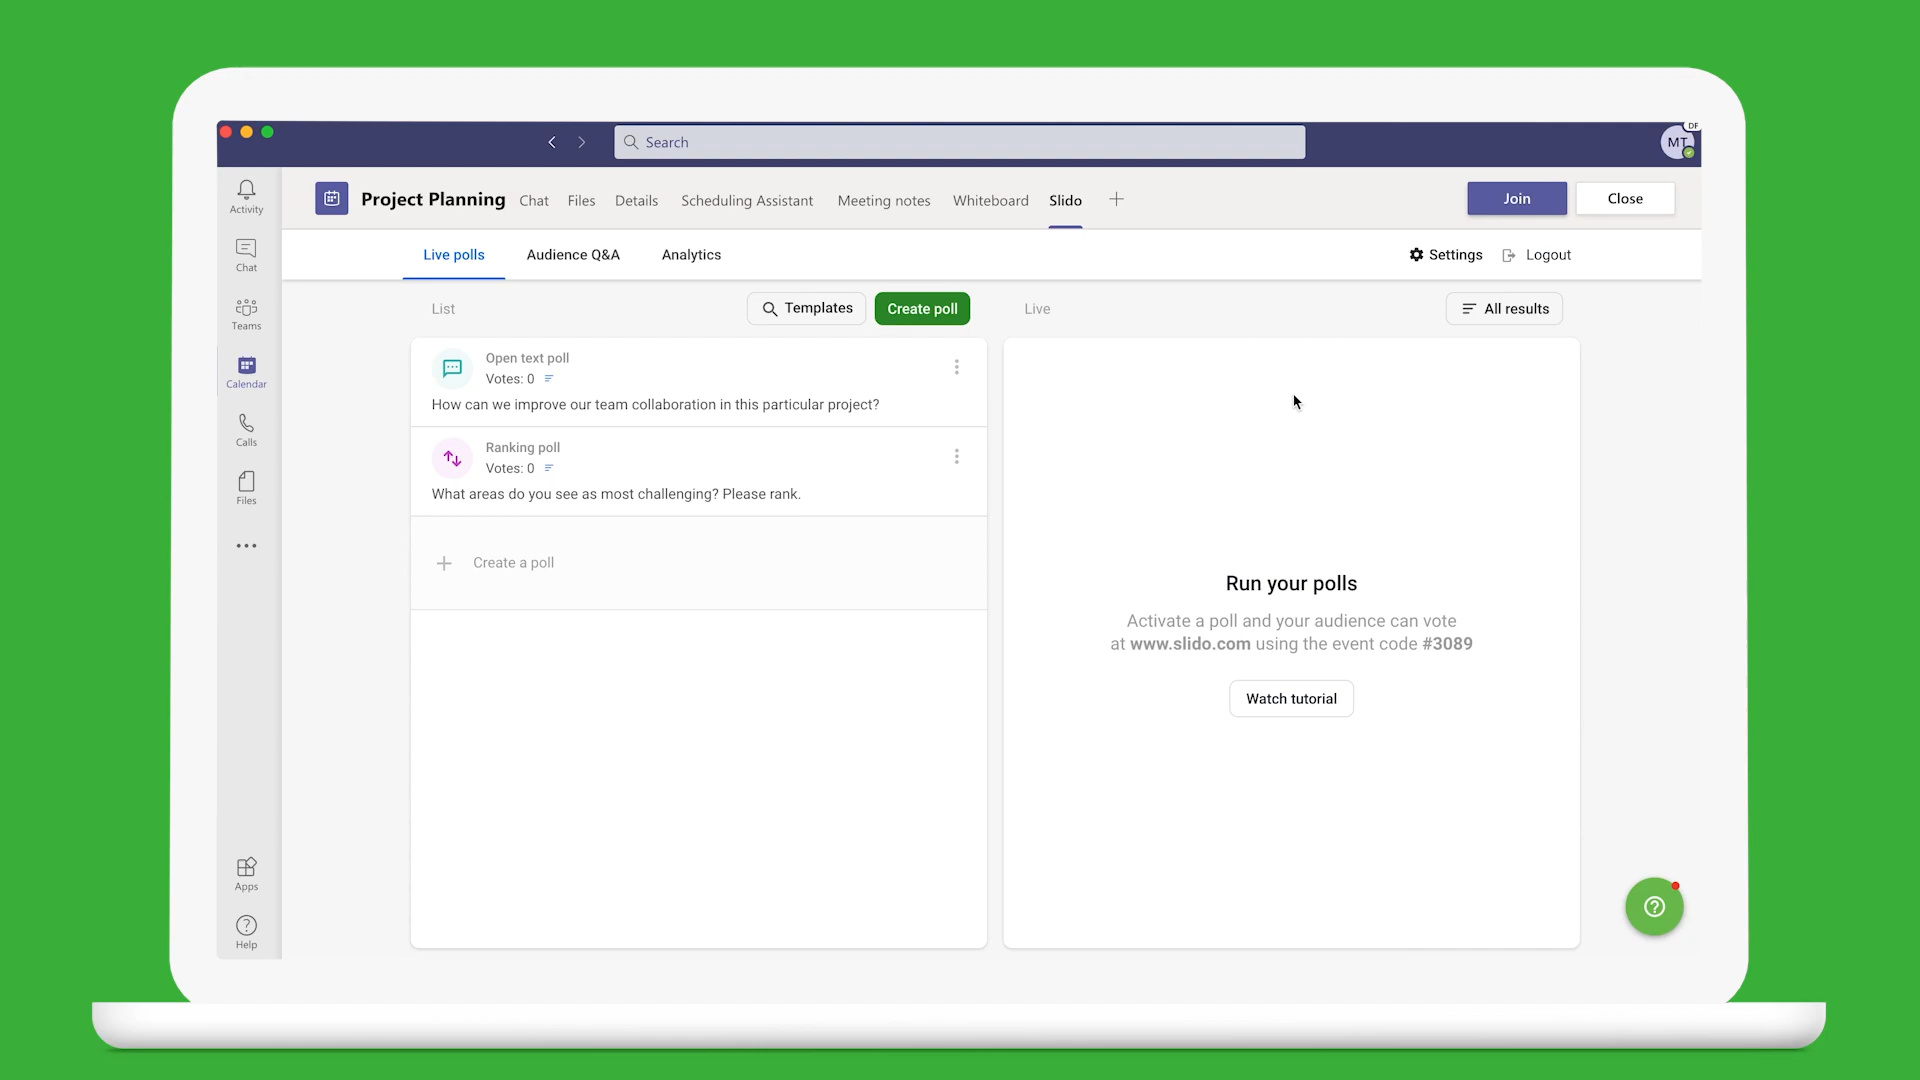 Search
MT
DF
Activity
Chat
Teams
Calendar
Calls
Files
Apps
Help
Project Planning Chat Files Details Scheduling Assistant Meeting notes Whiteboard Slido
Join
Close
Live polls Audience Q&A Analytics
Settings
Logout
List
Templates
Create poll
Open text poll
Votes: 0
How can we improve our team collaboration in this particular project?
Ranking poll
Votes: 0
What areas do you see as most challenging? Please rank.
Create a poll
Live
All results
Run your polls
Activate a poll and your audience can vote
at www.slido.com using the event code #3089
Watch tutorial